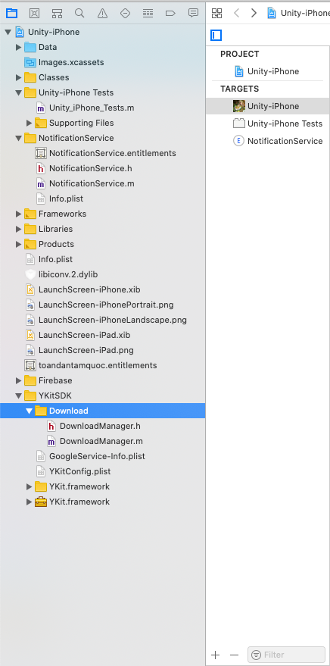 Unity-iPhone
Data
Images.xcassets
Classes
Unity-iPhone Tests
Unity_iPhone_Tests.m
Supporting Files
NotificationService
NotificationService.entitlements
h NotificationService.h
m NotificationService.m
Info.plist
Frameworks
Libraries
Products
Info.plist
libiconv.2.dylib
LaunchScreen-iPhone.xib
LaunchScreen-iPhonePortrait.png
LaunchScreen-iPhoneLandscape.png
LaunchScreen-iPad.xib
LaunchScreen-iPad.png
toandantamquoc.entitlements
Firebase
YKitSDK
Download
h DownloadManager.h
m DownloadManager.m
GoogleService-Info.plist
YKitConfig.plist
YKit.framework
YKit.framework
Unity-iPho
PROJECT
Unity-iPhone
TARGETS
Unity-iPhone
Unity-iPhone Tests
E NotificationService
Filter